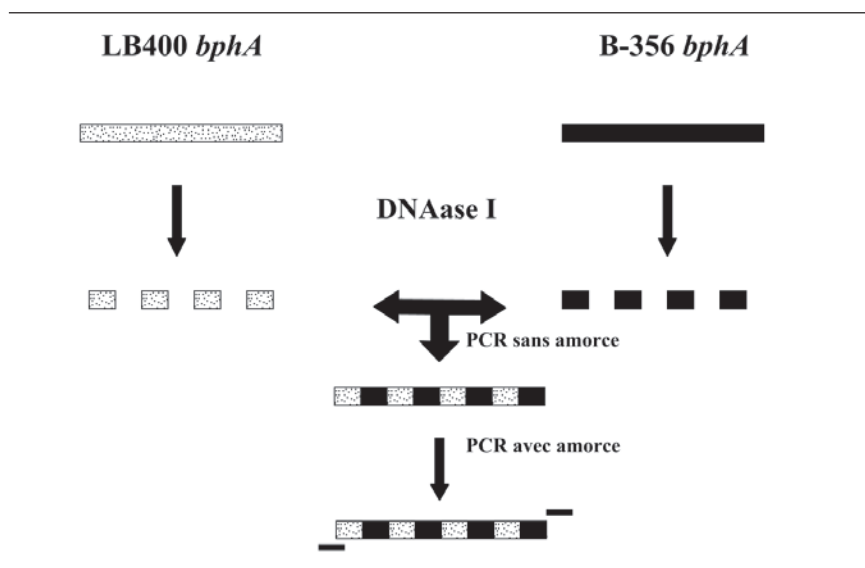 LB400 bphA
B-356 bphA
DNAase I
PCR sans amorce
PCR avec amorce